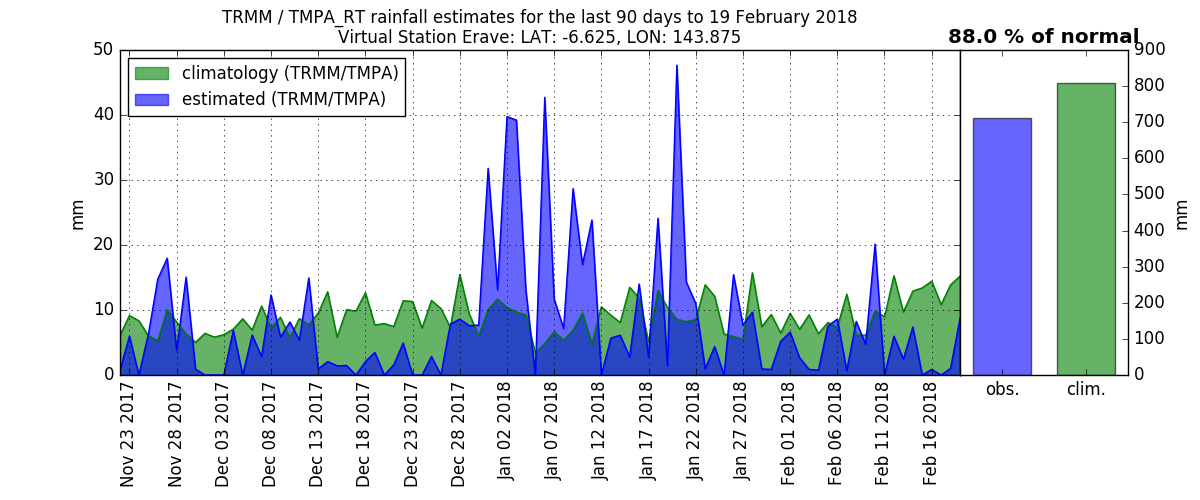 TRMM / TMPA_RT rainfall estimates for the last 90 days to 19 February 2018
Virtual Station Erave: LAT: -6.625, LON: 143.875
88.0 % of normal
climatology (TRMM/TMPA)
estimated (TRMM/TMPA)
50
40
30
20
10
0
mm
Nov 23 2017
Nov 28 2017
Dec 03 2017
Dec 08 2017
Dec 13 2017
Dec 18 2017
Dec 23 2017
Dec 28 2017
Jan 02 2018
Jan 07 2018
Jan 12 2018
Jan 17 2018
Jan 22 2018
Jan 27 2018
Feb 01 2018
Feb 06 2018
Feb 11 2018
Feb 16 2018
900
800
700
600
500
400
300
200
100
0
mm
obs.
clim.